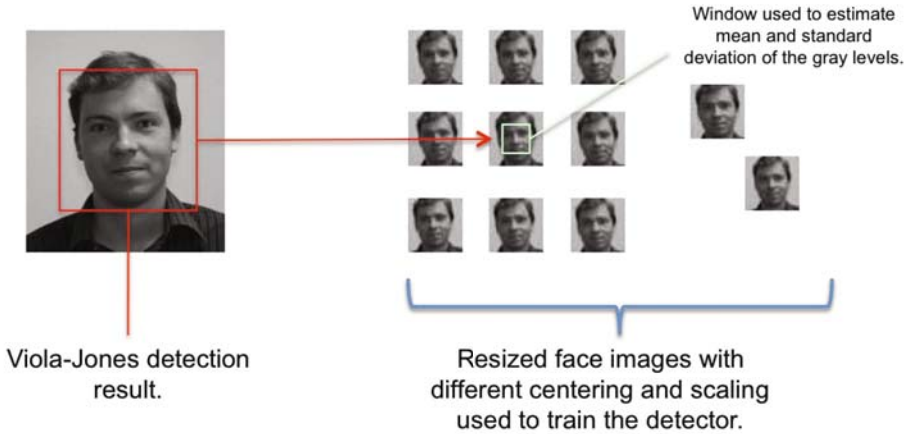 Window used to estimate
mean and standard
deviation of the gray levels.
Viola-Jones detection
result.
Resized face images with
different centering and scaling
used to train the detector.